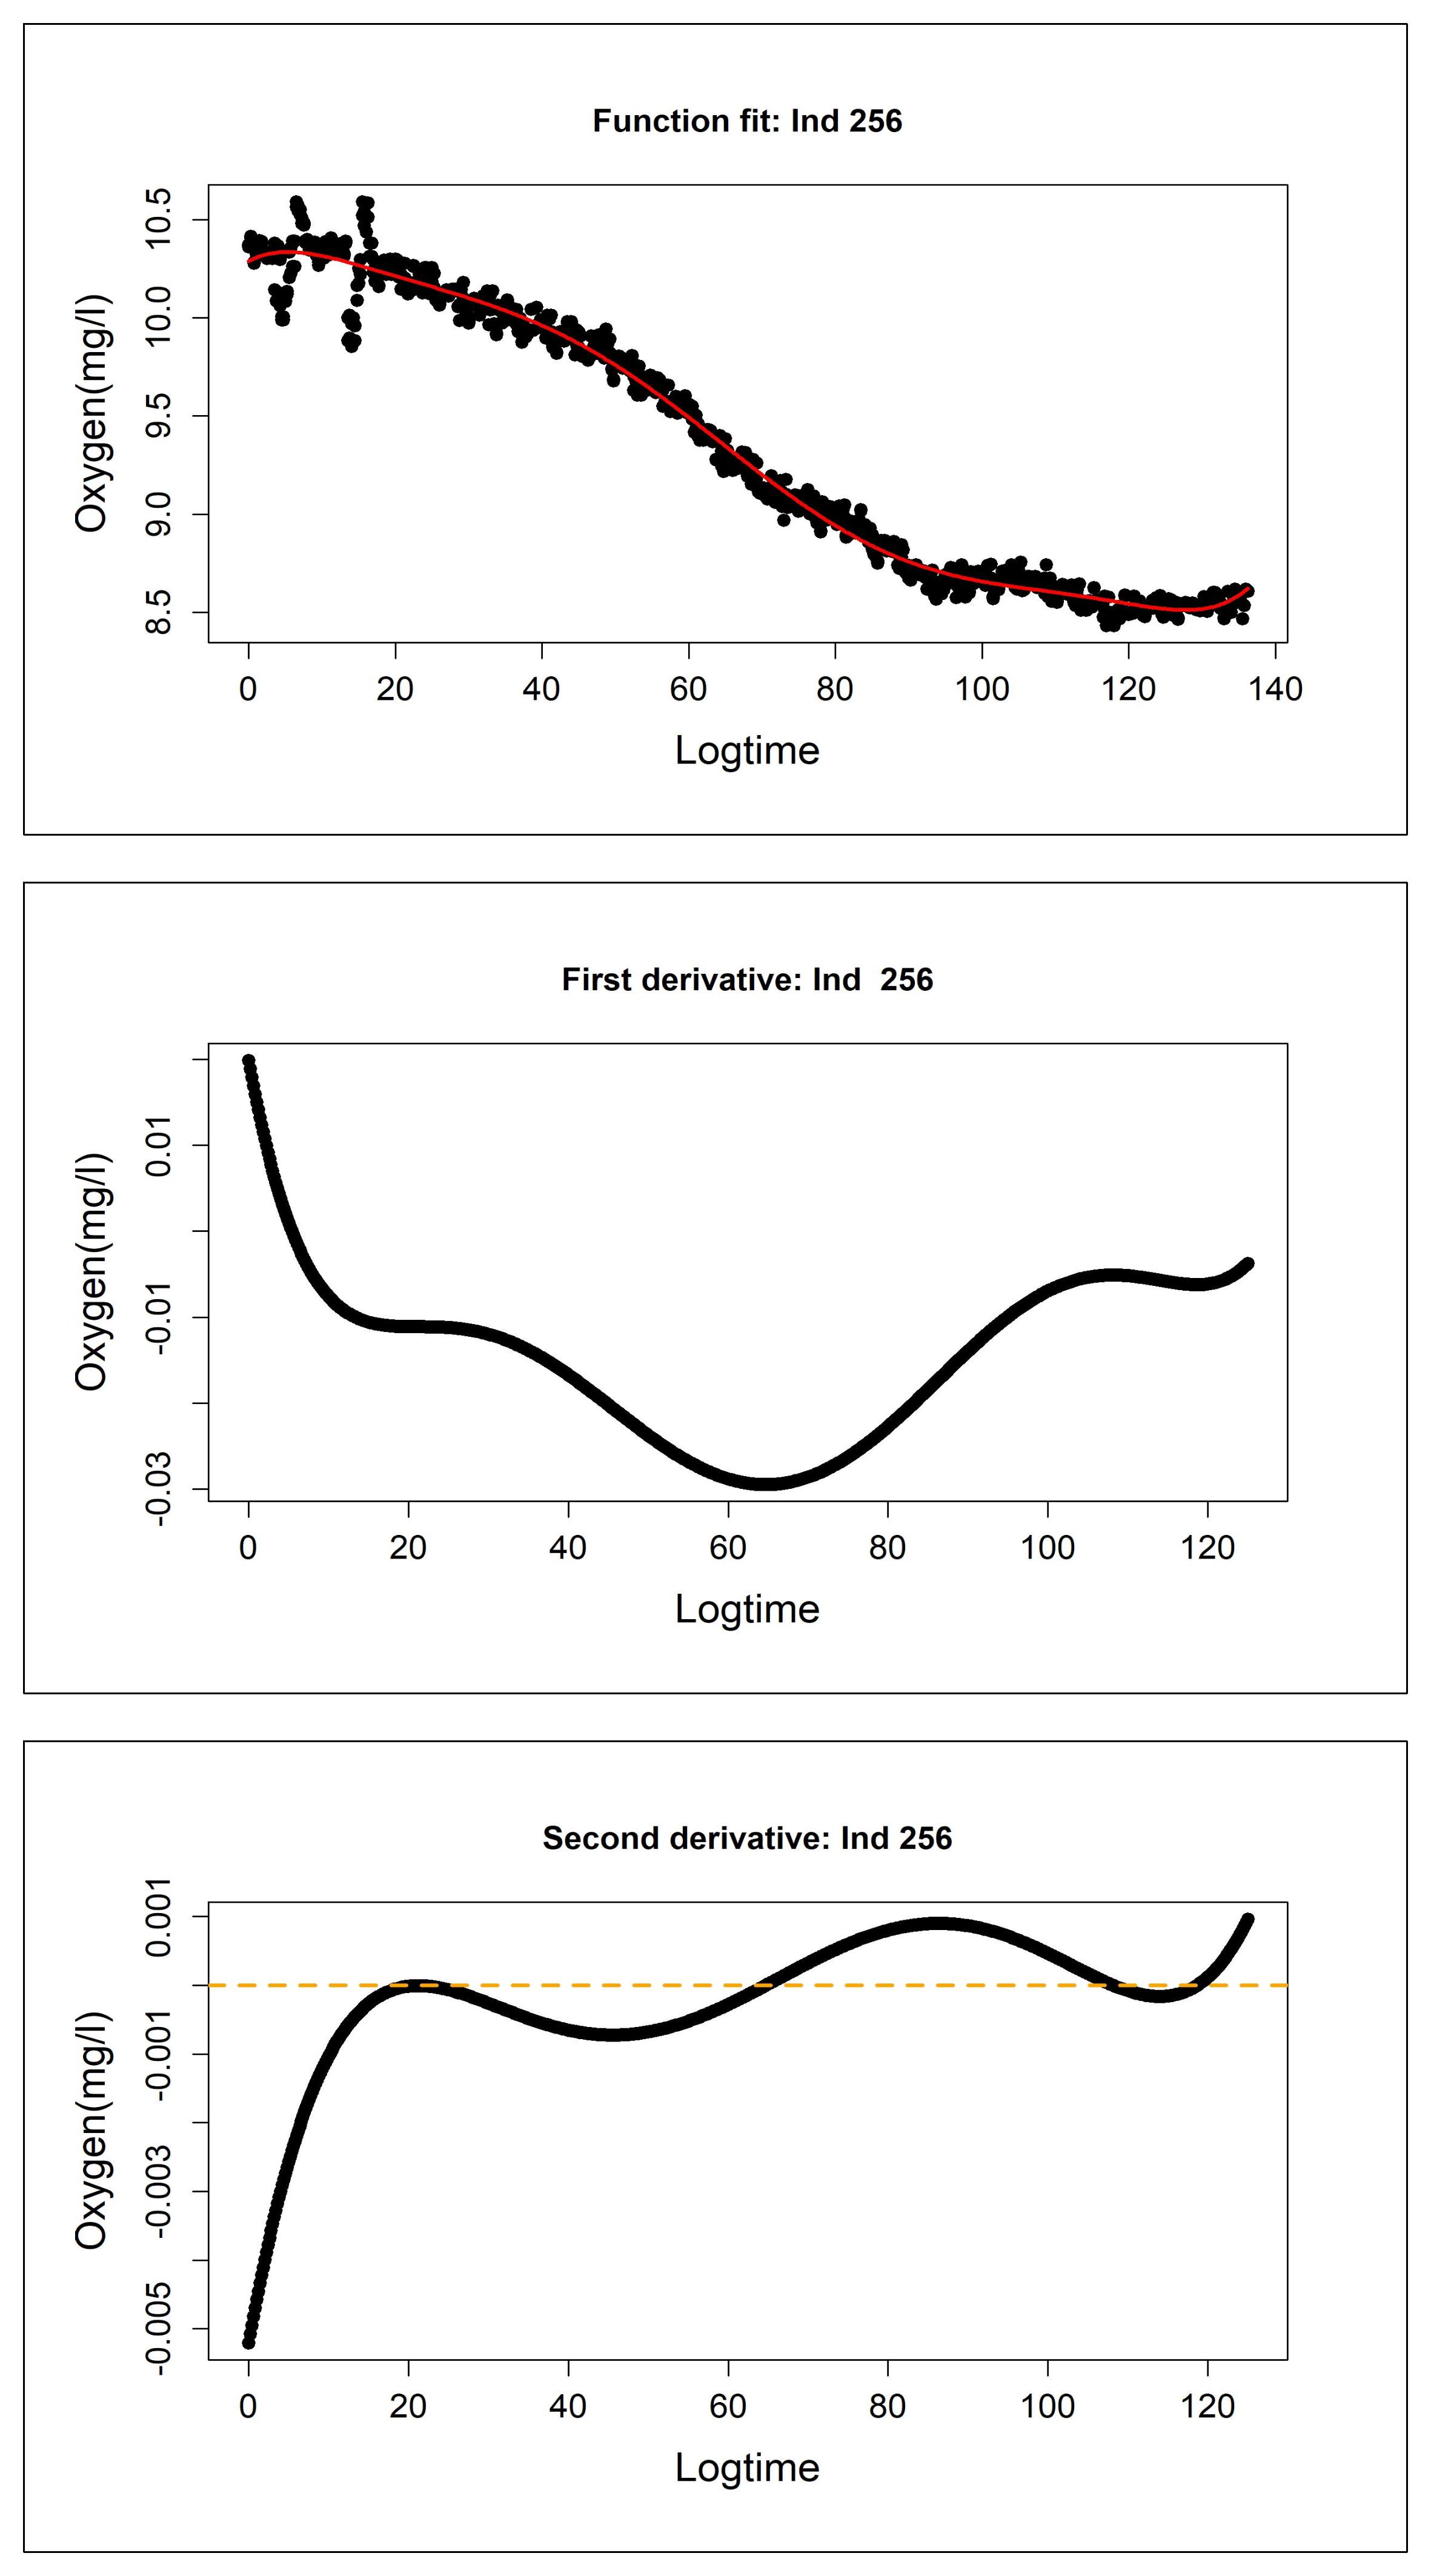 Function fit: Ind 256
Oxygen(mg/l)
10.5
10.0
9.5
9.0
8.5
0 20 40 60 80 100 120 140
Logtime
First derivative: Ind  256
Oxygen(mg/l)
0.01
-0.01
-0.03
0 20 40 60 80 100 120
Logtime
Second derivative: Ind 256
Oxygen(mg/l)
0.001
-0.001
-0.003
-0.005
0 20 40 60 80 100 120
Logtime